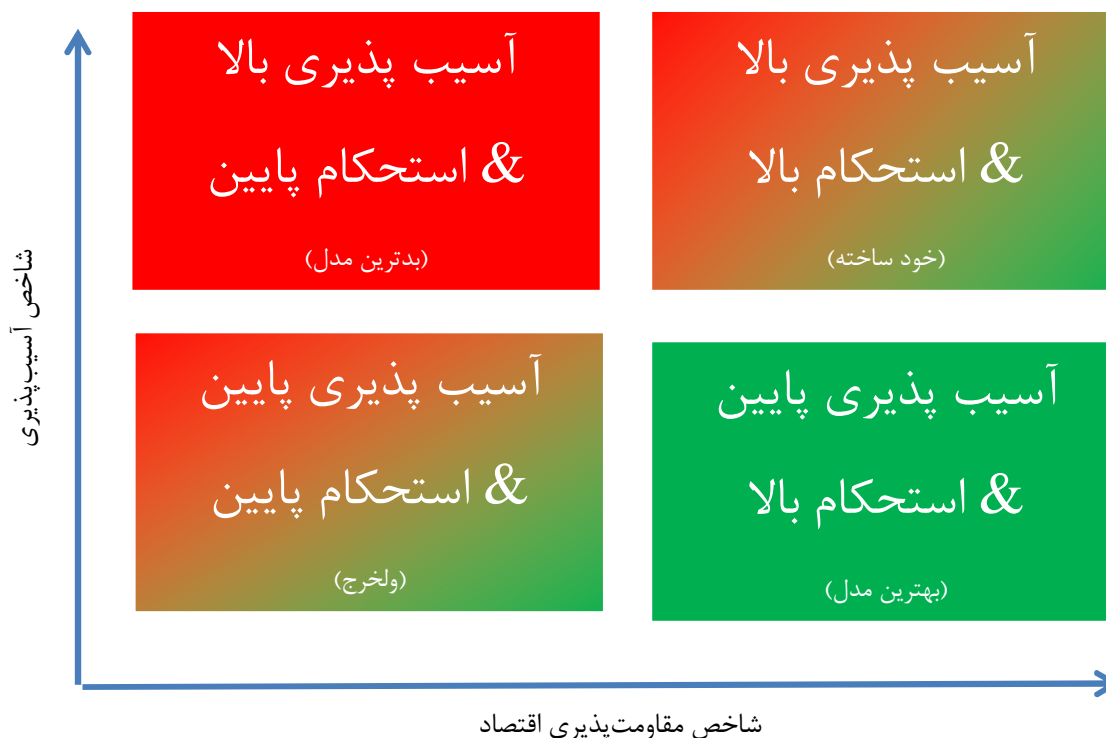 آسیب پذیری بالا
& استحکام پایین
(بدترین مدل)
آسیب پذیری بالا
& استحکام بالا
(خود ساخته)
شاخص آسیب‌پذیری
آسیب پذیری پایین
& استحکام پایین
(ولخرج)
آسیب پذیری پایین
& استحکام بالا
(بهترین مدل)
شاخص مقاومت‌پذیری اقتصاد